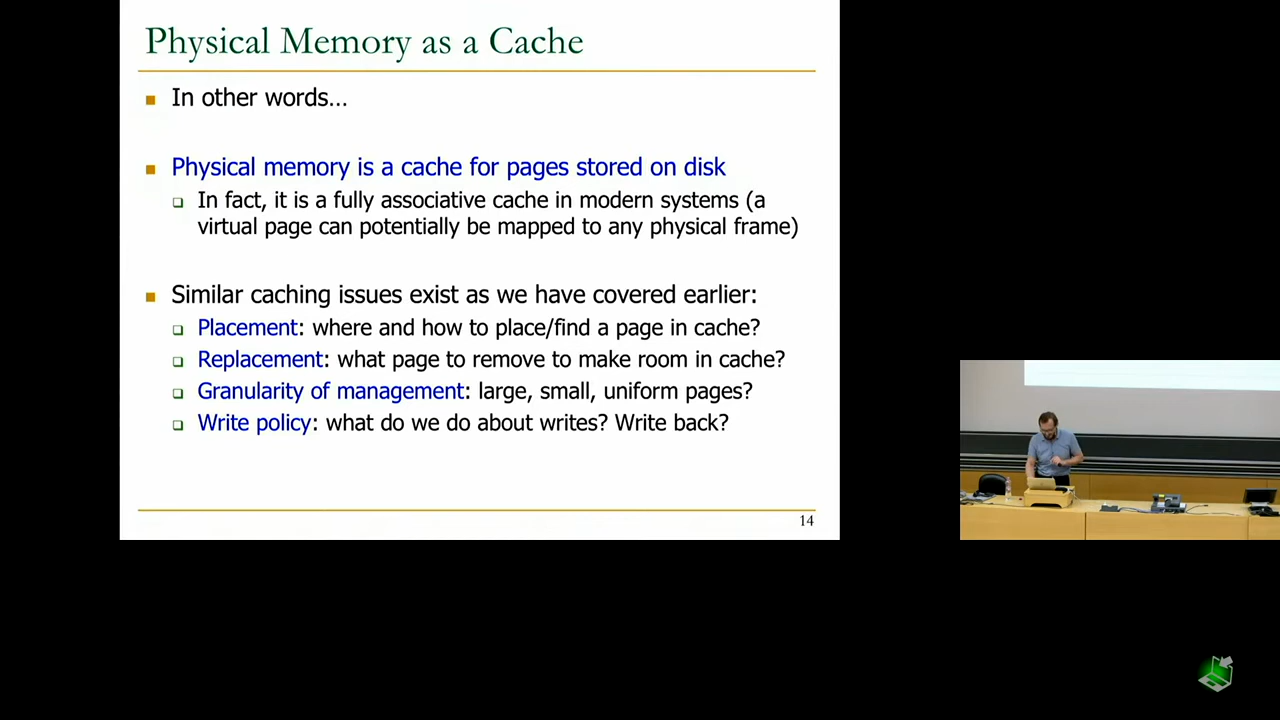 Physical Memory as a Cache
In other words…
Physical memory is a cache for pages stored on disk
In fact, it is a fully associative cache in modern systems (a
virtual page can potentially be mapped to any physical frame)
Similar caching issues exist as we have covered earlier:
Placement: where and how to place/find a page in cache?
Replacement: what page to remove to make room in cache?
Granularity of management: large, small, uniform pages?
Write policy: what do we do about writes? Write back?
14